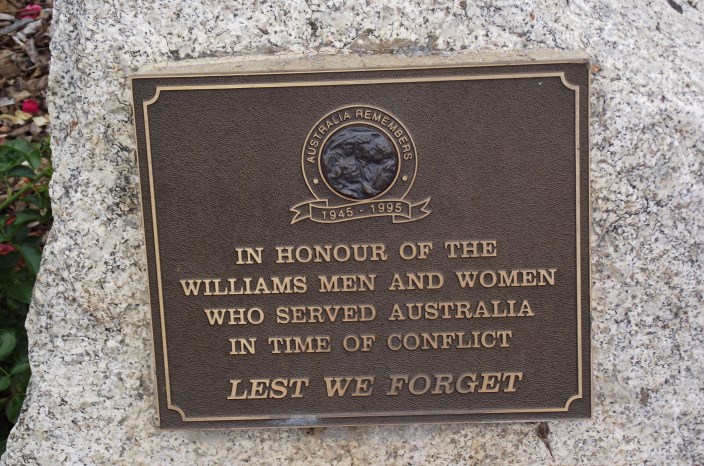 AUSTRALIA REMEMBERS
1945 - 1995
IN HONOUR OF THE
WILLIAMS MEN AND WOMEN
WHO SERVED AUSTRALIA
IN TIME OF CONFLICT
LEST WE FORGET